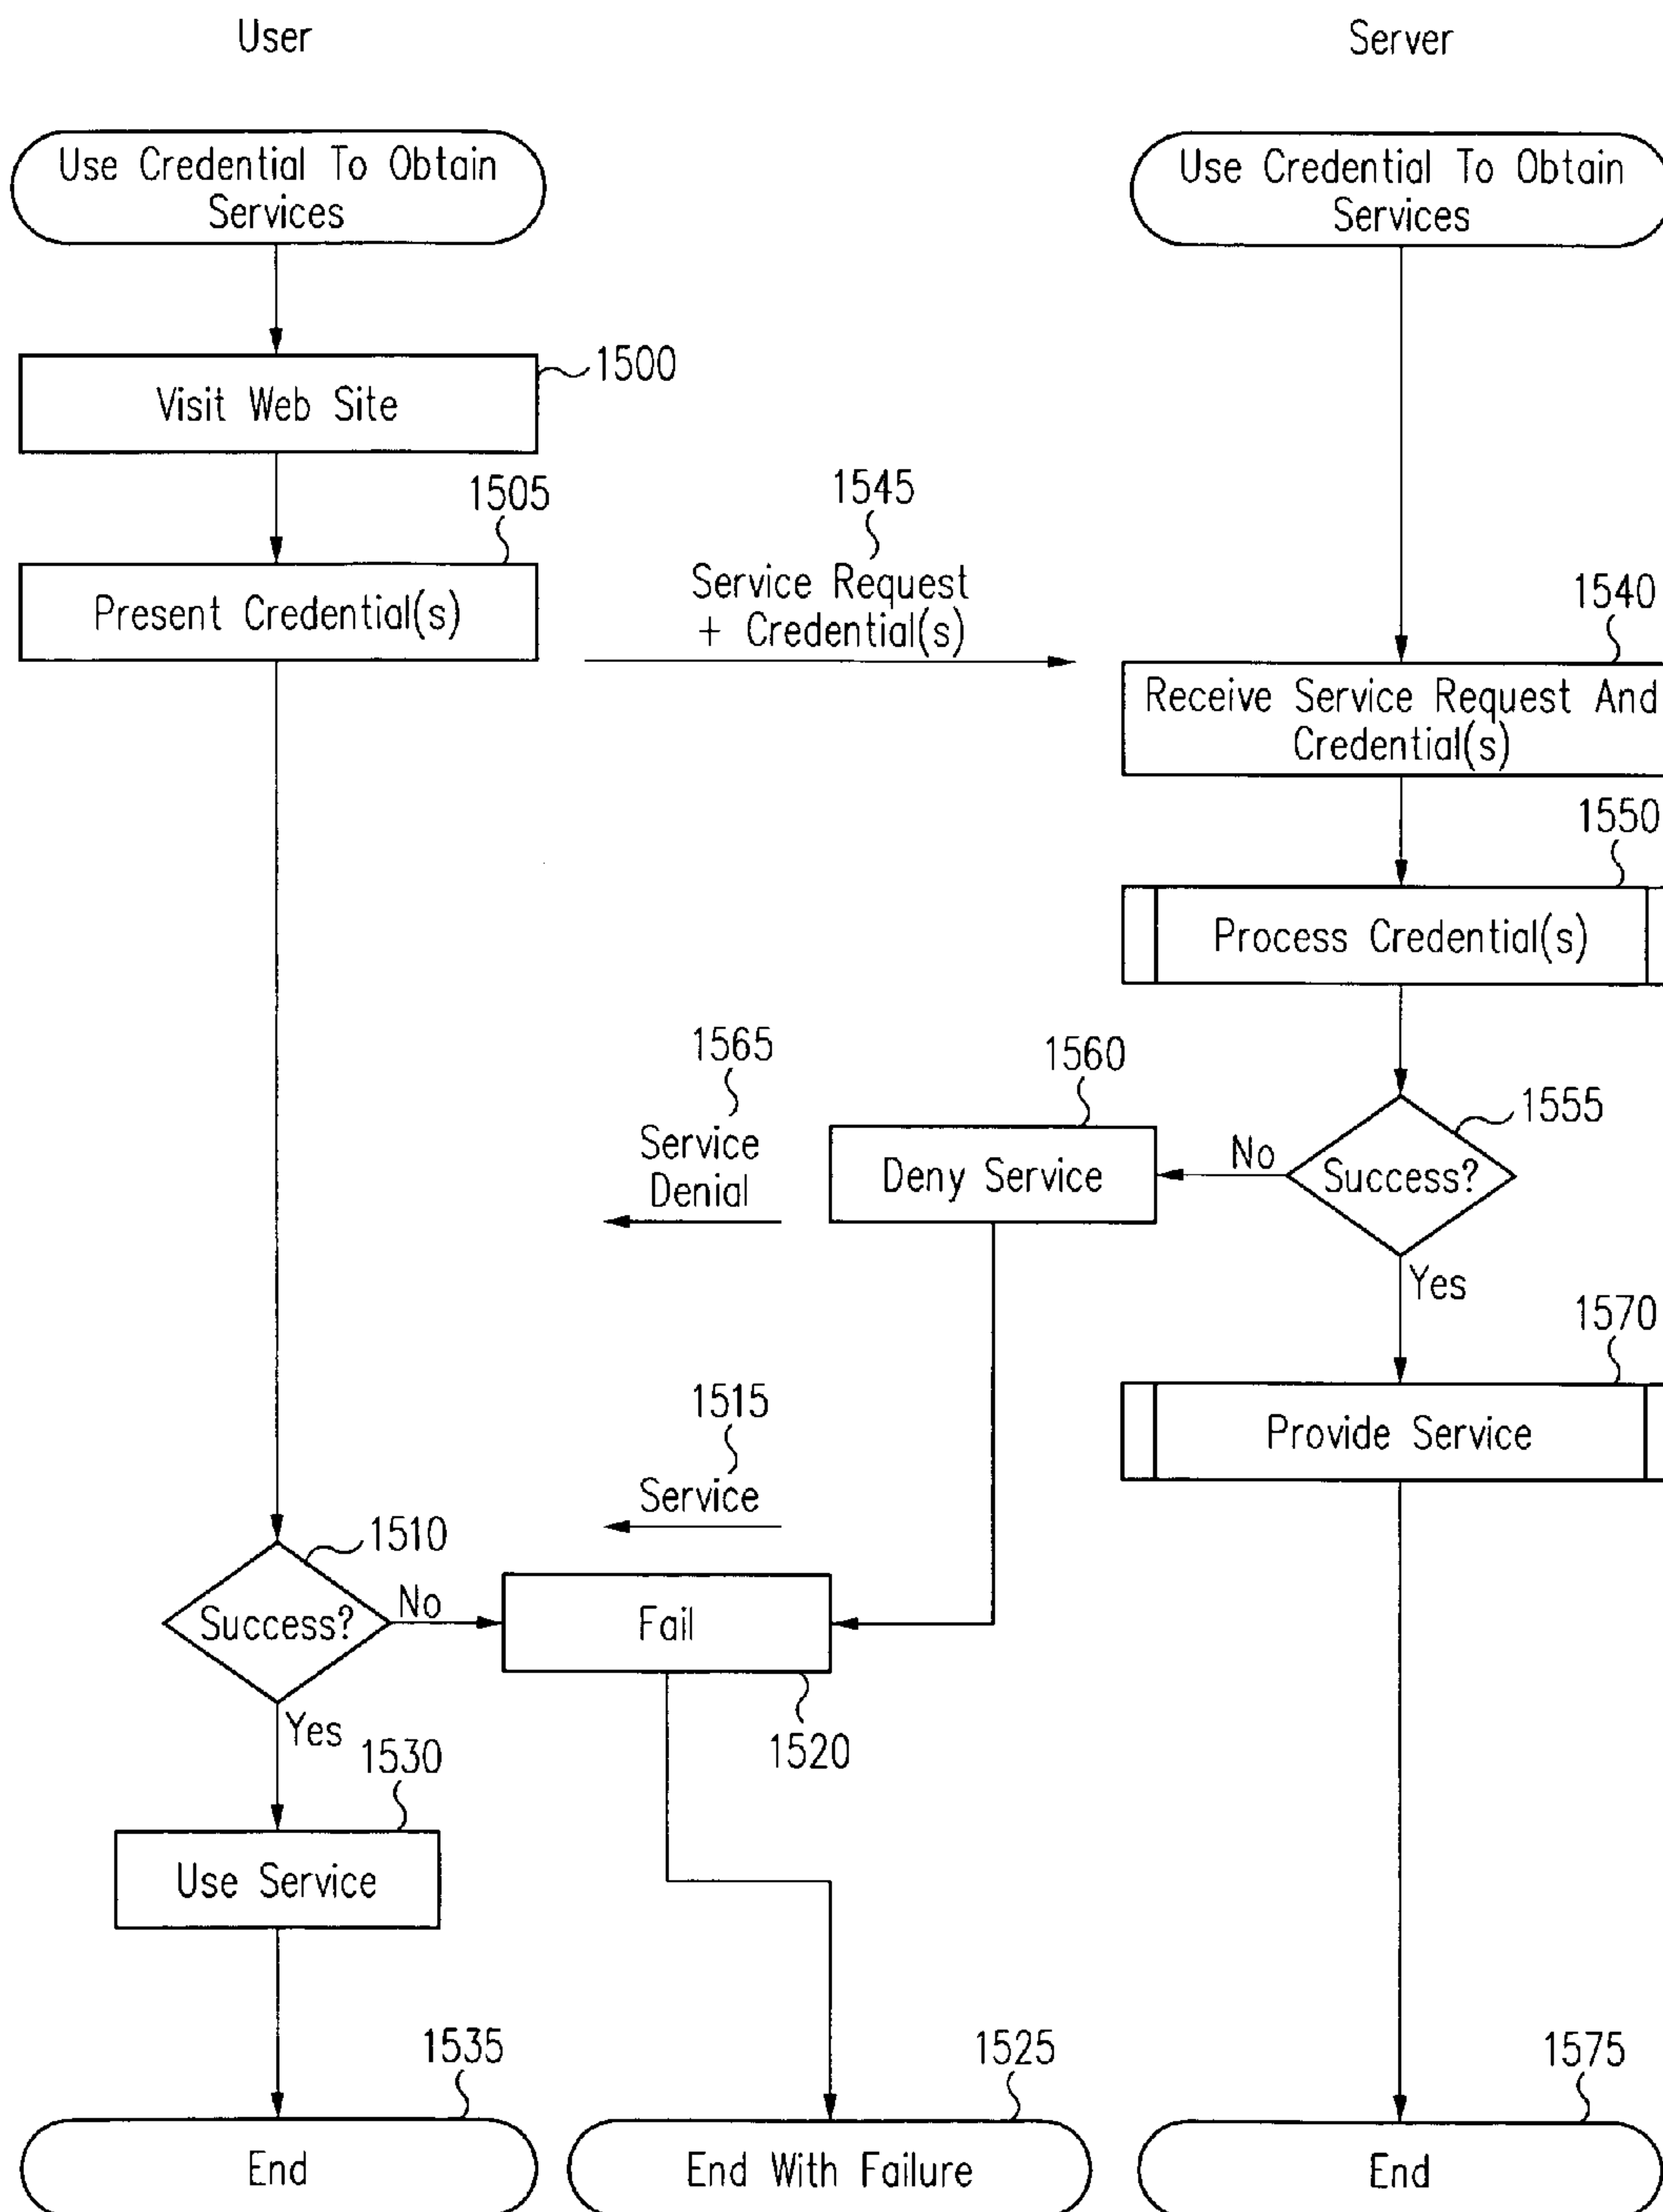 User
Server
Use Credential To Obtain
Services
Use Credential To Obtain
Services
1500
Visit Web Site
1505
Present Credential(s)
1545
Service Request
+ Credential(s)
1540
Receive Service Request And
Credential(s)
1550
Process Credential(s)
1565
Service
Denial
1560
Deny Service
No
1555
Success?
Yes
1570
Provide Service
1515
Service
1510
Success?
No
Fail
1520
Yes
1530
Use Service
1535
End
1525
End With Failure
1575
End